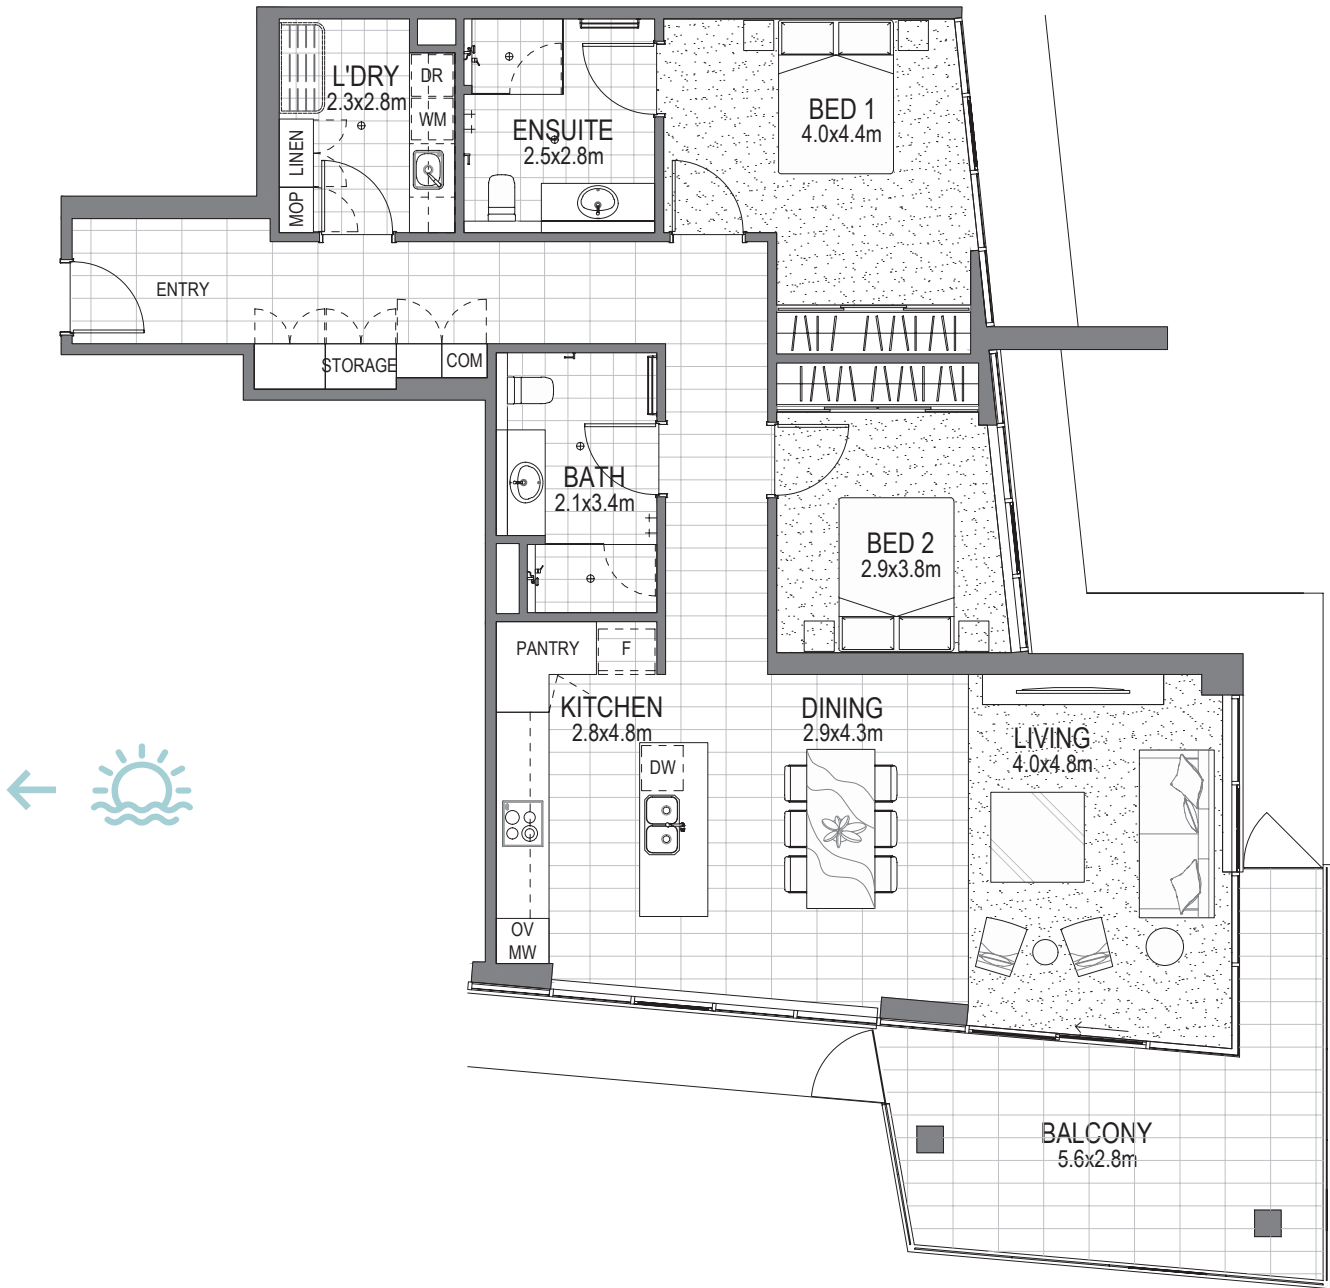 L'DRY
2.3x2.8m
DR
WM
LINEN
MOP
ENSUITE
2.5x2.8m
BED 1
4.0x4.4m
ENTRY
STORAGE
COM
BATH
2.1x3.4m
BED 2
2.9x3.8m
PANTRY
F
KITCHEN
2.8x4.8m
DW
OV
MW
DINING
2.9x4.3m
LIVING
4.0x4.8m
BALCONY
5.6x2.8m